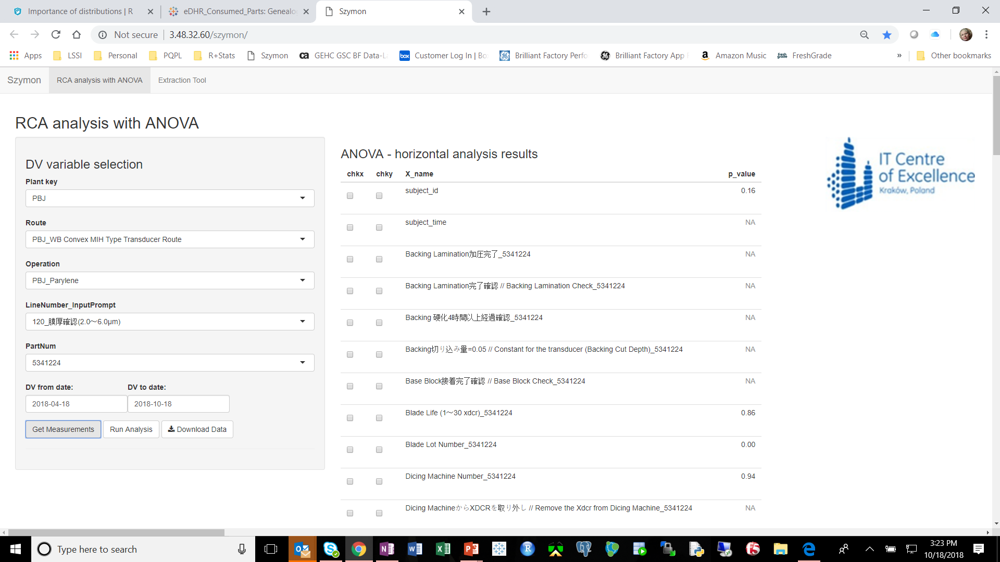 Importance of distributions | R
eDHR_Consumed_Parts: Genealo
Szymon
Not secure
3.48.32.60/szymon/
Apps
LSSI
Personal
PQPL
R+Stats
Szymon
GEHC GSC BF Data-La
Customer Log In | Bo
Brilliant Factory Perfo
Brilliant Factory App
Amazon Music
FreshGrade
»
Other bookmarks
Szymon
RCA analysis with ANOVA
Extraction Tool
RCA analysis with ANOVA
DV variable selection
Plant key
PBJ
Route
PBJ_WB Convex MIH Type Transducer Route
Operation
PBJ_Parylene
LineNumber_InputPrompt
120_膜厚確認(2.0～6.0μm)
PartNum
5341224
DV from date:
DV to date:
2018-04-18
2018-10-18
Get Measurements
Run Analysis
Download Data
ANOVA - horizontal analysis results
chkx chky X_name p_value
subject_id 0.16
subject_time NA
Backing Lamination加圧完了_5341224 NA
Backing Lamination完了確認 // Backing Lamination Check_5341224 NA
Backing 硬化4時間以上経過確認_5341224 NA
Backing切り込み量=0.05 // Constant for the transducer (Backing Cut Depth)_5341224 NA
Base Block接着完了確認 // Base Block Check_5341224 NA
Blade Life (1～30 xdcr)_5341224 0.86
Blade Lot Number_5341224 0.00
Dicing Machine Number_5341224 0.94
Dicing MachineからXDCRを取り外し // Remove the Xdcr from Dicing Machine_5341224 NA
IT Centre
of Excellence
Kraków, Poland
Type here to search
3:23 PM
10/18/2018